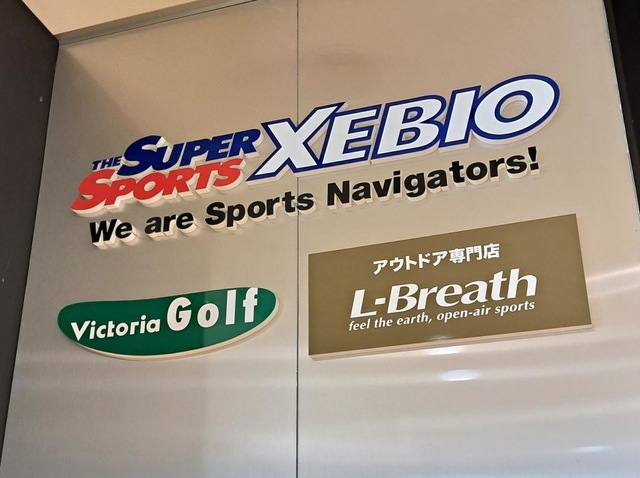 THE SUPER SPORTS XEBIO
We are Sports Navigators!
Victoria Golf
アウトドア専門店
L-Breath
feel the earth, open-air sports